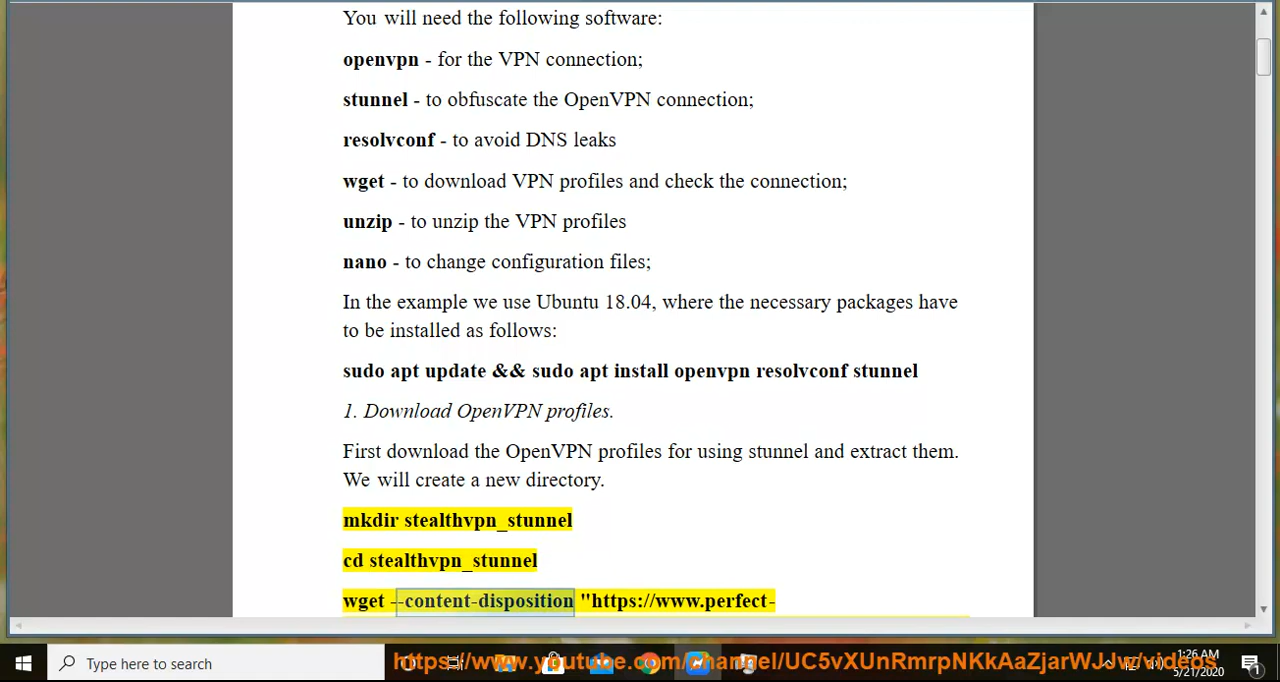 You will need the following software:
openvpn - for the VPN connection;
stunnel - to obfuscate the OpenVPN connection;
resolvconf - to avoid DNS leaks
wget - to download VPN profiles and check the connection;
unzip - to unzip the VPN profiles
nano - to change configuration files;
In the example we use Ubuntu 18.04, where the necessary packages have
to be installed as follows:
sudo apt update && sudo apt install openvpn resolvconf stunnel
1. Download OpenVPN profiles.
First download the OpenVPN profiles for using stunnel and extract them.
We will create a new directory.
mkdir stealthvpn_stunnel
cd stealthvpn_stunnel
wget --content-disposition "https://www.perfect-
Type here to search
https://www.youtube.com/channel/UC5vXUnRmrpNKkAaZjarWJJw/videos
1:26 AM
5/21/2020
1